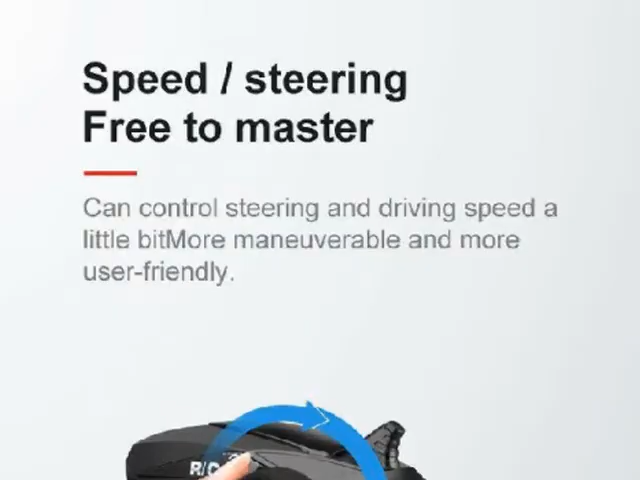 Speed / steering
Free to master
Can control steering and driving speed a
little bitMore maneuverable and more
user-friendly.
R/C